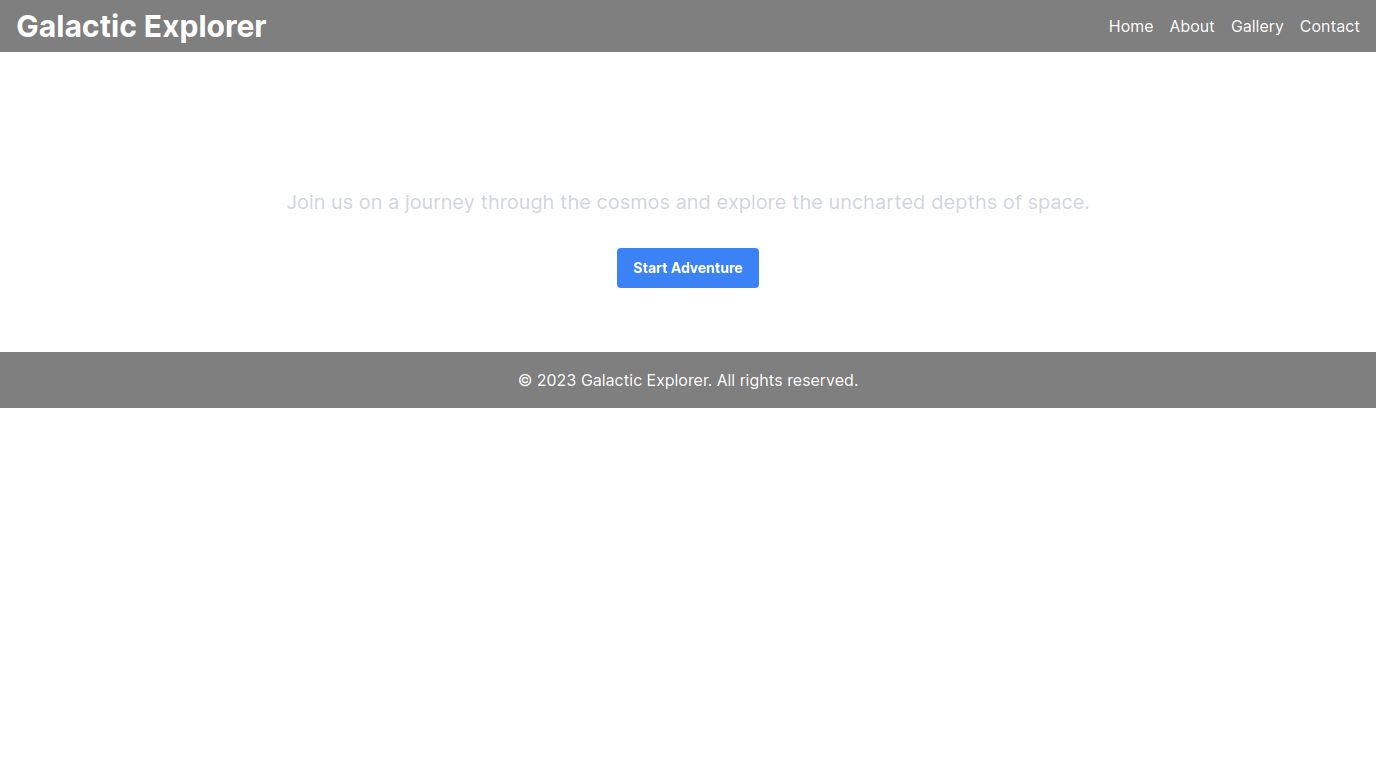 Galactic Explorer
Home About Gallery Contact
Join us on a journey through the cosmos and explore the uncharted depths of space.
Start Adventure
© 2023 Galactic Explorer. All rights reserved.